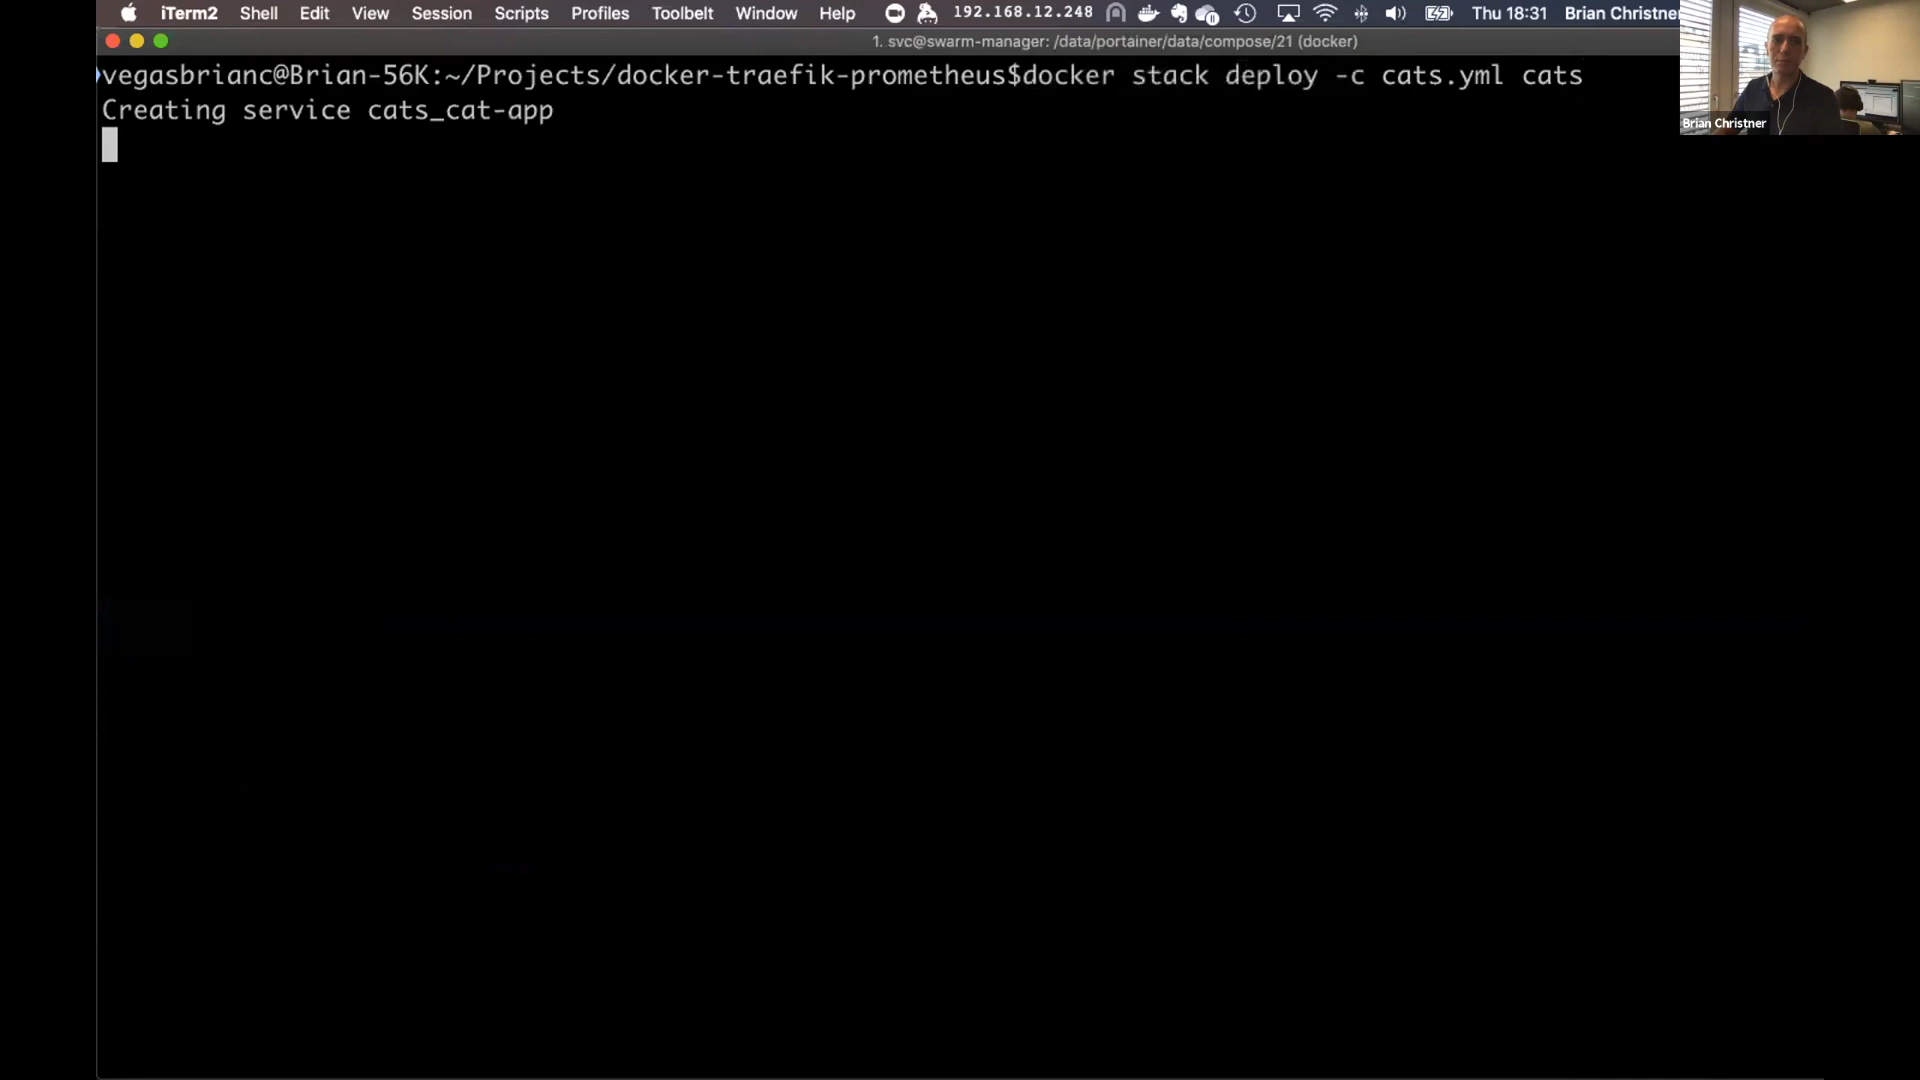 iTerm2 Shell Edit View Session Scripts Profiles Toolbelt Window Help 192.168.12.248 Thu 18:31 Brian Christner
1. svc@swarm-manager: /data/portainer/data/compose/21 (docker)
vegasbrianc@Brian-56K:~/Projects/docker-traefik-prometheus$docker stack deploy -c cats.yml cats
Creating service cats_cat-app
Brian Christner